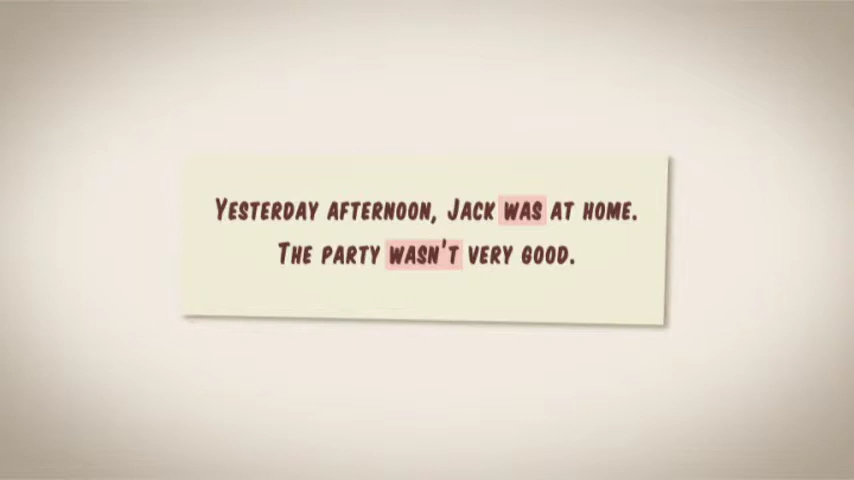 Yesterday afternoon, Jack was at home.
The party wasn't very good.